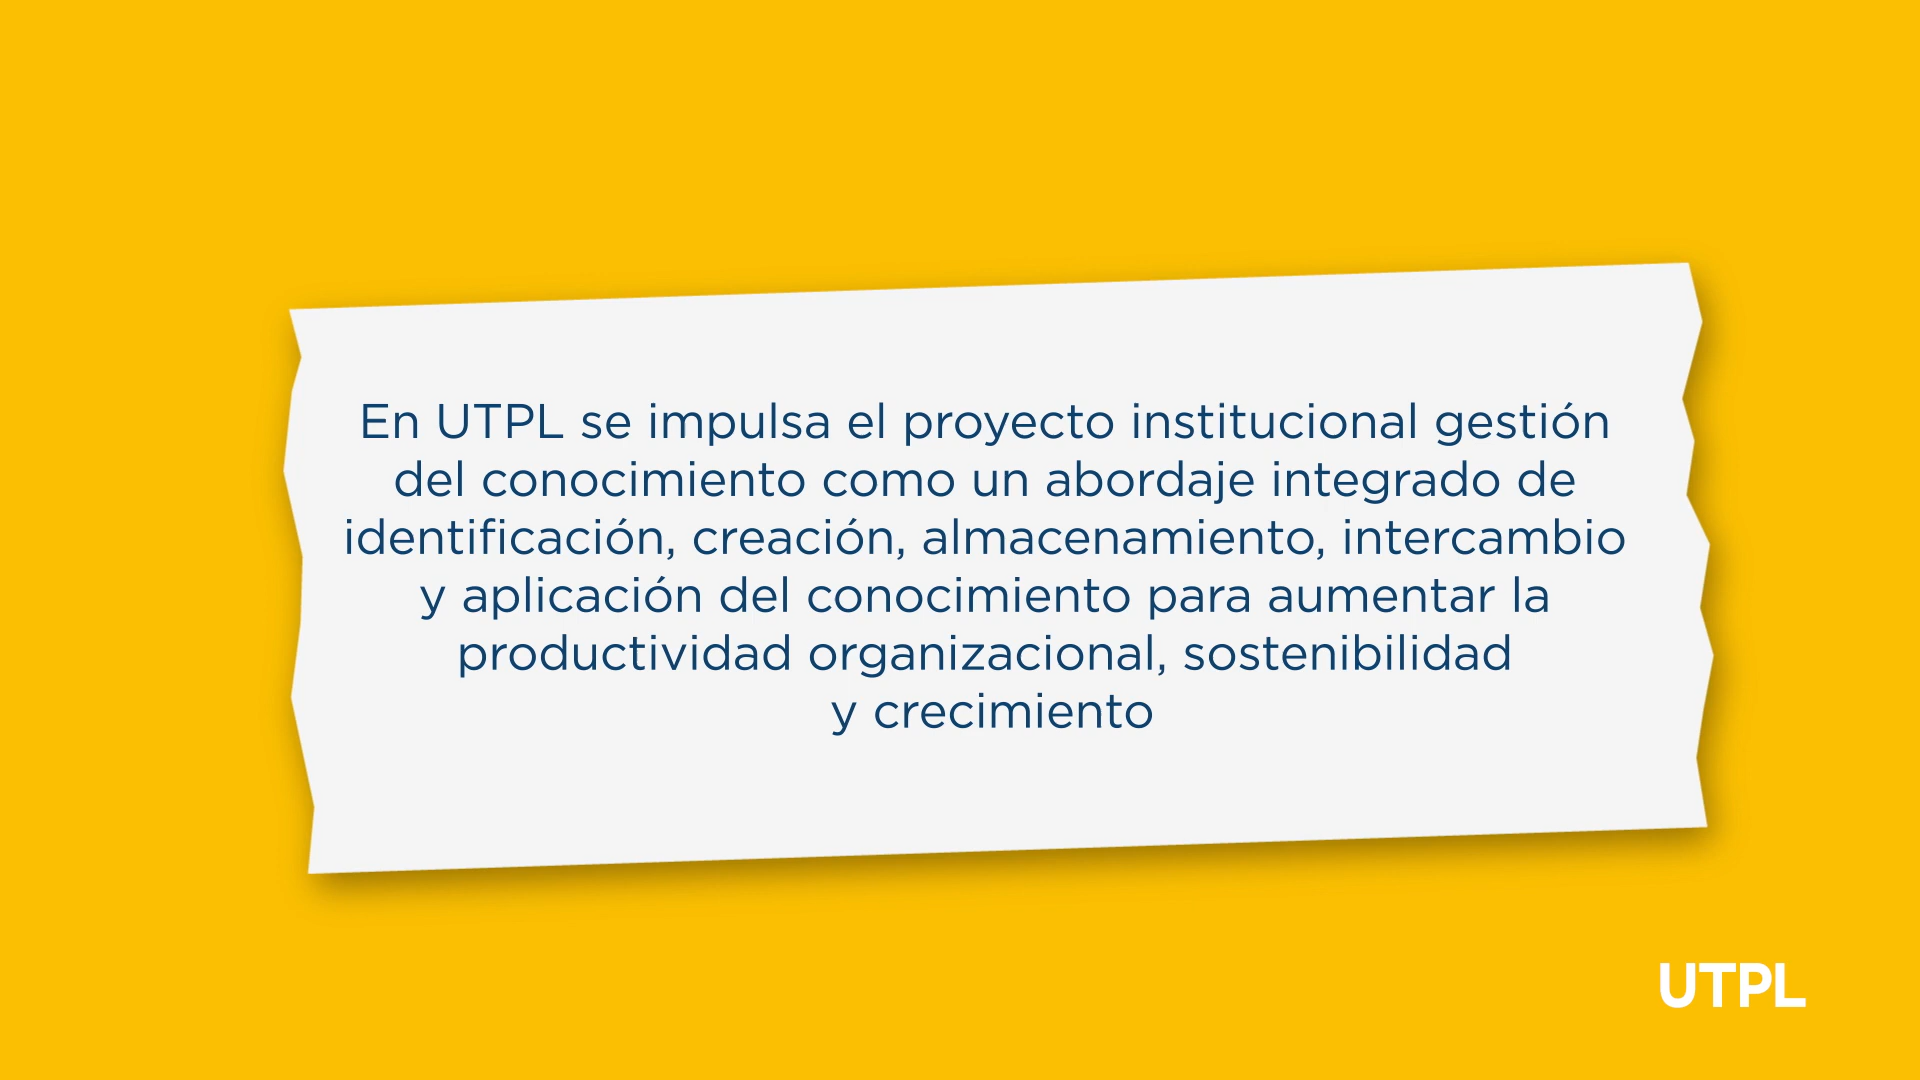 En UTPL se impulsa el proyecto institucional gestión
del conocimiento como un abordaje integrado de
identificación, creación, almacenamiento, intercambio
y aplicación del conocimiento para aumentar la
productividad organizacional, sostenibilidad
y crecimiento
UTPL